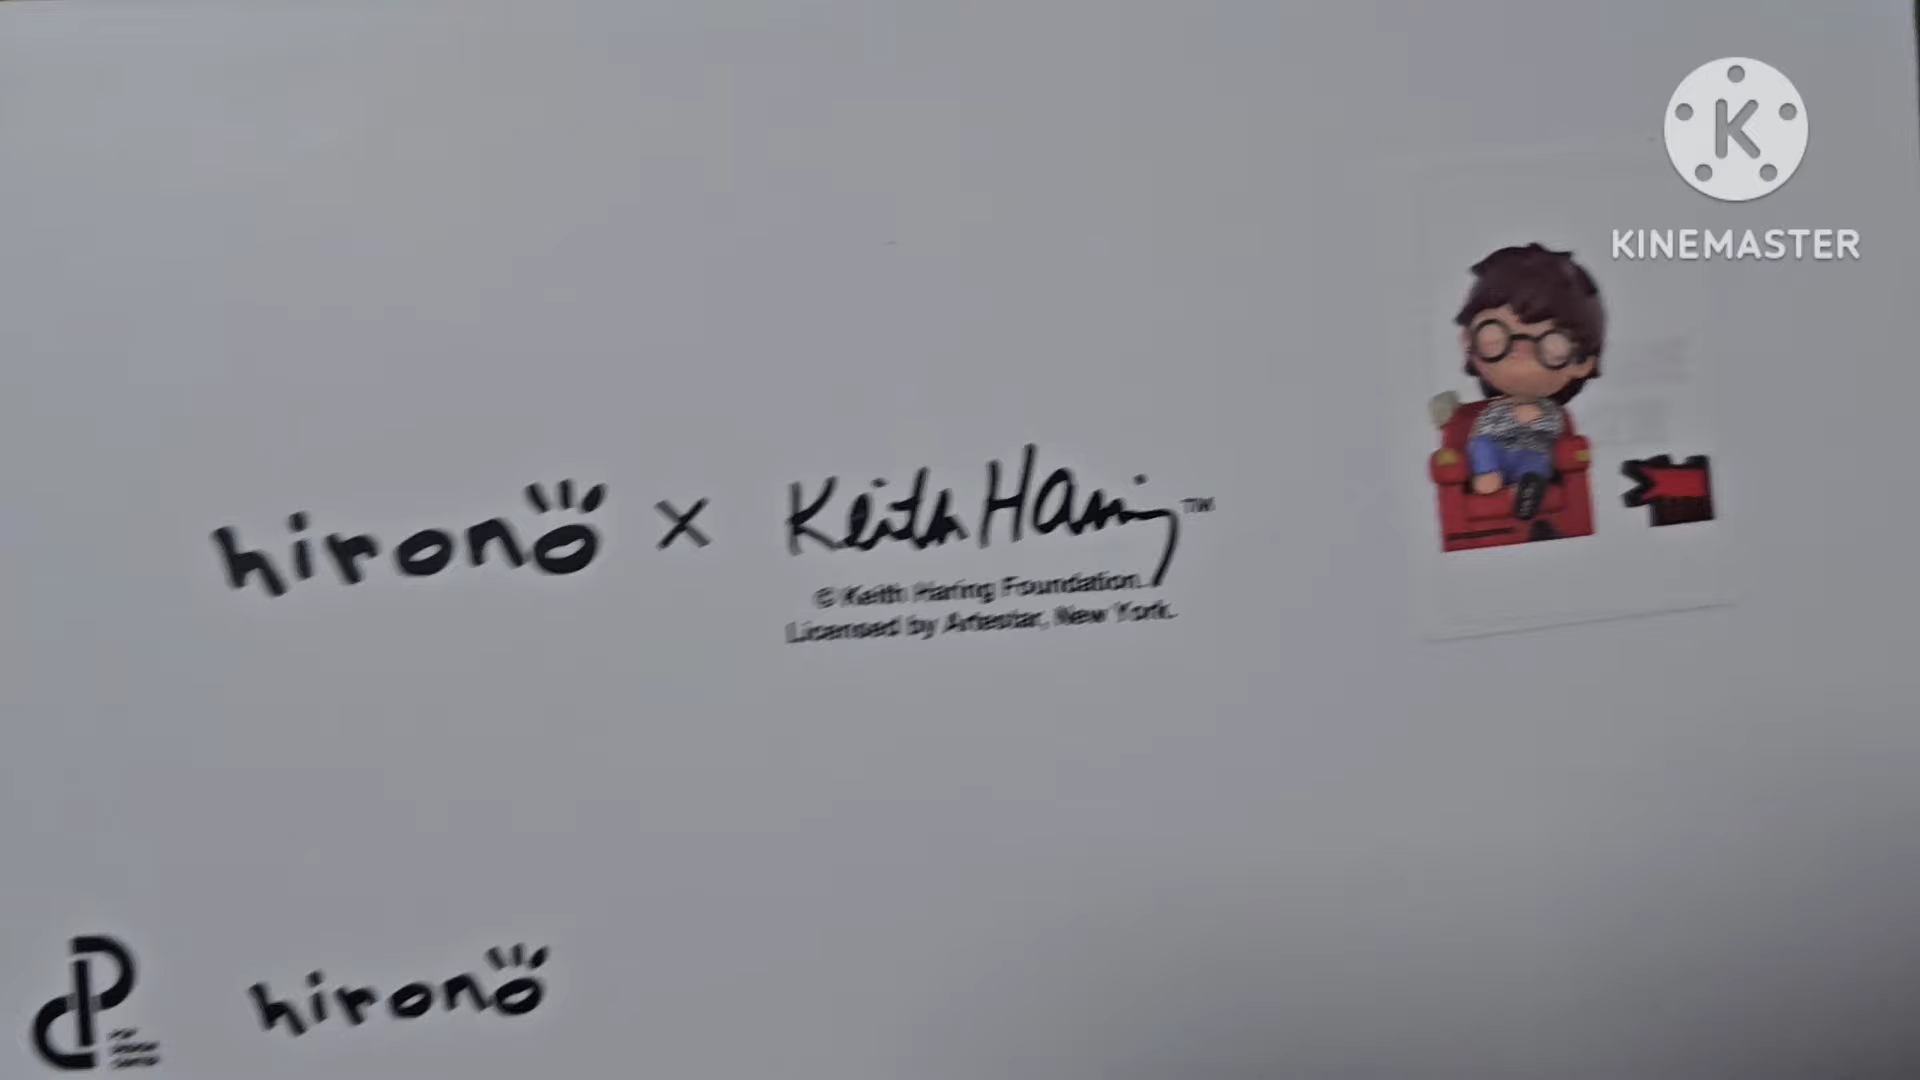 K
KINEMASTER
hirono x Keith Haring™
© Keith Haring Foundation.
Licensed by Artestar, New York.
hirono